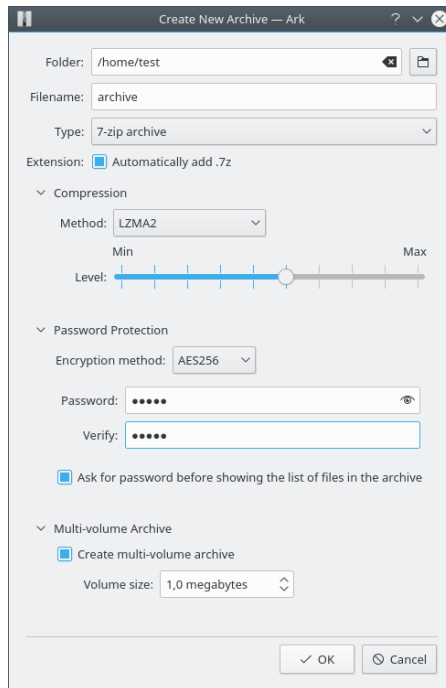 Create New Archive — Ark
Folder: /home/test
Filename: archive
Type: 7-zip archive
Extension: Automatically add .7z
Compression
Method: LZMA2
Min Max
Level:
Password Protection
Encryption method: AES256
Password: ●●●●●
Verify: ●●●●●
Ask for password before showing the list of files in the archive
Multi-volume Archive
Create multi-volume archive
Volume size: 1,0 megabytes
OK Cancel